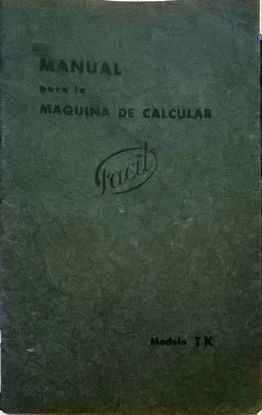 MANUAL
para la
MAQUINA DE CALCULAR
Facit
Modelo TK